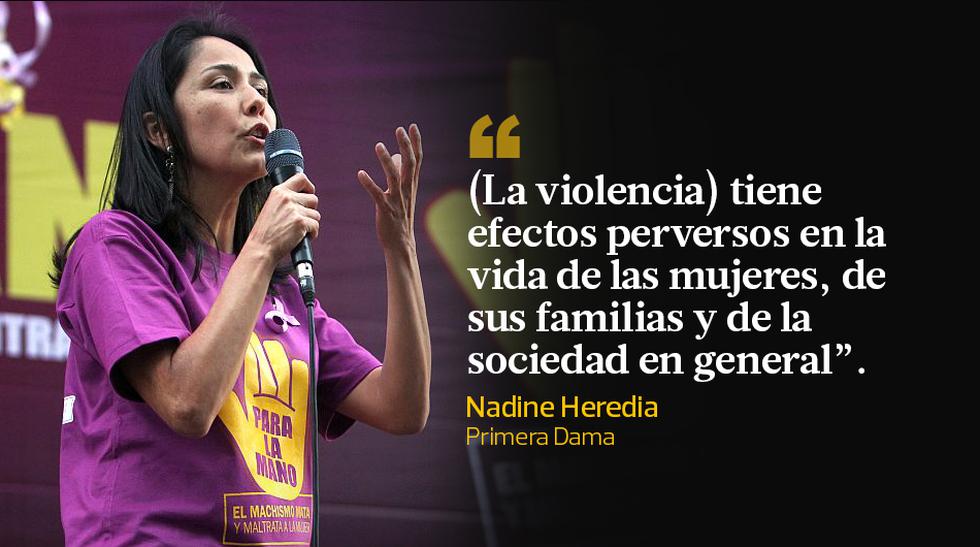 (La violencia) tiene
efectos perversos en la
vida de las mujeres, de
sus familias y de la
sociedad en general”.
Nadine Heredia
Primera Dama
PARA
LA
MANO
EL MACHISMO MATA
Y MALTRATA A LA MUJER